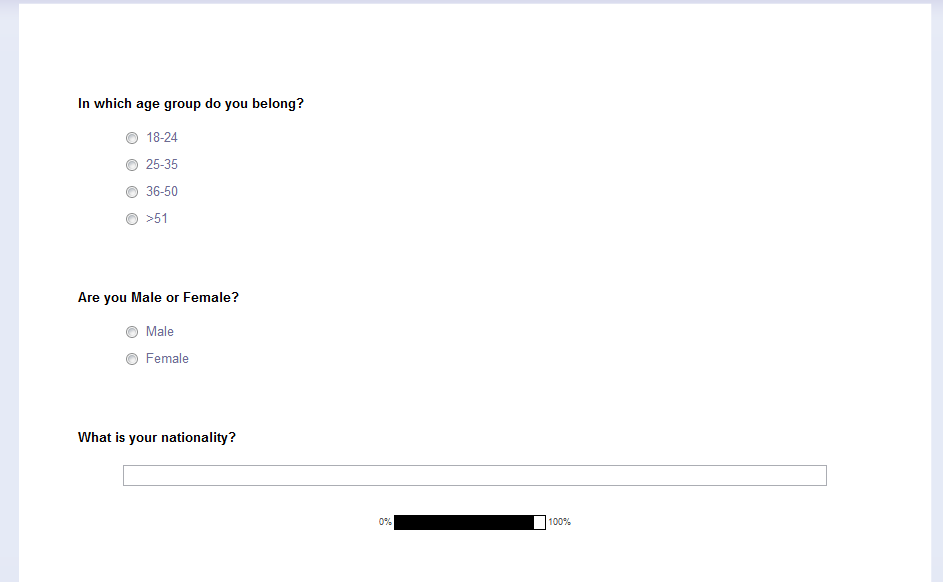 In which age group do you belong?
18-24
25-35
36-50
>51
Are you Male or Female?
Male
Female
What is your nationality?
0% 100%